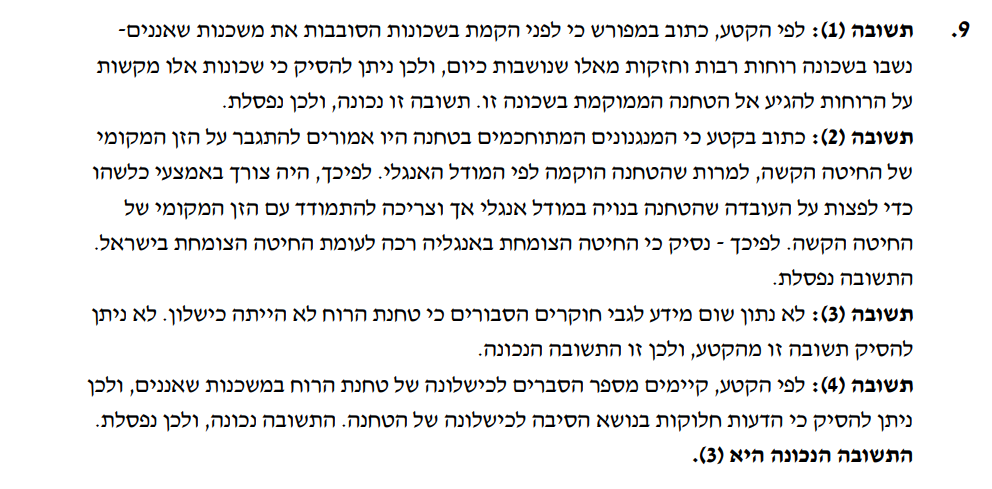 9. תשובה (1): לפי הקטע, כתוב במפורש כי לפני הקמת בשכונות הסובבות את משכנות שאננים-
נשבו בשכונה רוחות רבות וחזקות מאלו שנושבות כיום, ולכן ניתן להסיק כי שכונות אלו מקשות
על הרוחות להגיע אל הטחנה הממוקמת בשכונה זו. תשובה זו נכונה, ולכן נפסלת.
תשובה (2): כתוב בקטע כי המנגנונים המתוחכמים בטחנה היו אמורים להתגבר על הזן המקומי
של החיטה הקשה, למרות שהטחנה הוקמה לפי המודל האנגלי. לפיכך, היה צורך באמצעי כלשהו
כדי לפצות על העובדה שהטחנה בנויה במודל אנגלי אך וצריכה להתמודד עם הזן המקומי של
החיטה הקשה. לפיכך - נסיק כי החיטה הצומחת באנגליה רכה לעומת החיטה הצומחת בישראל.
התשובה נפסלת.
תשובה (3): לא נתון שום מידע לגבי חוקרים הסבורים כי טחנת הרוח לא הייתה כישלון. לא ניתן
להסיק תשובה זו מהקטע, ולכן זו התשובה הנכונה.
תשובה (4): לפי הקטע, קיימים מספר הסברים לכישלונה של טחנת הרוח במשכנות שאננים, ולכן
ניתן להסיק כי הדעות חלוקות בנושא הסיבה לכישלונה של הטחנה. התשובה נכונה, ולכן נפסלת.
התשובה הנכונה היא (3).